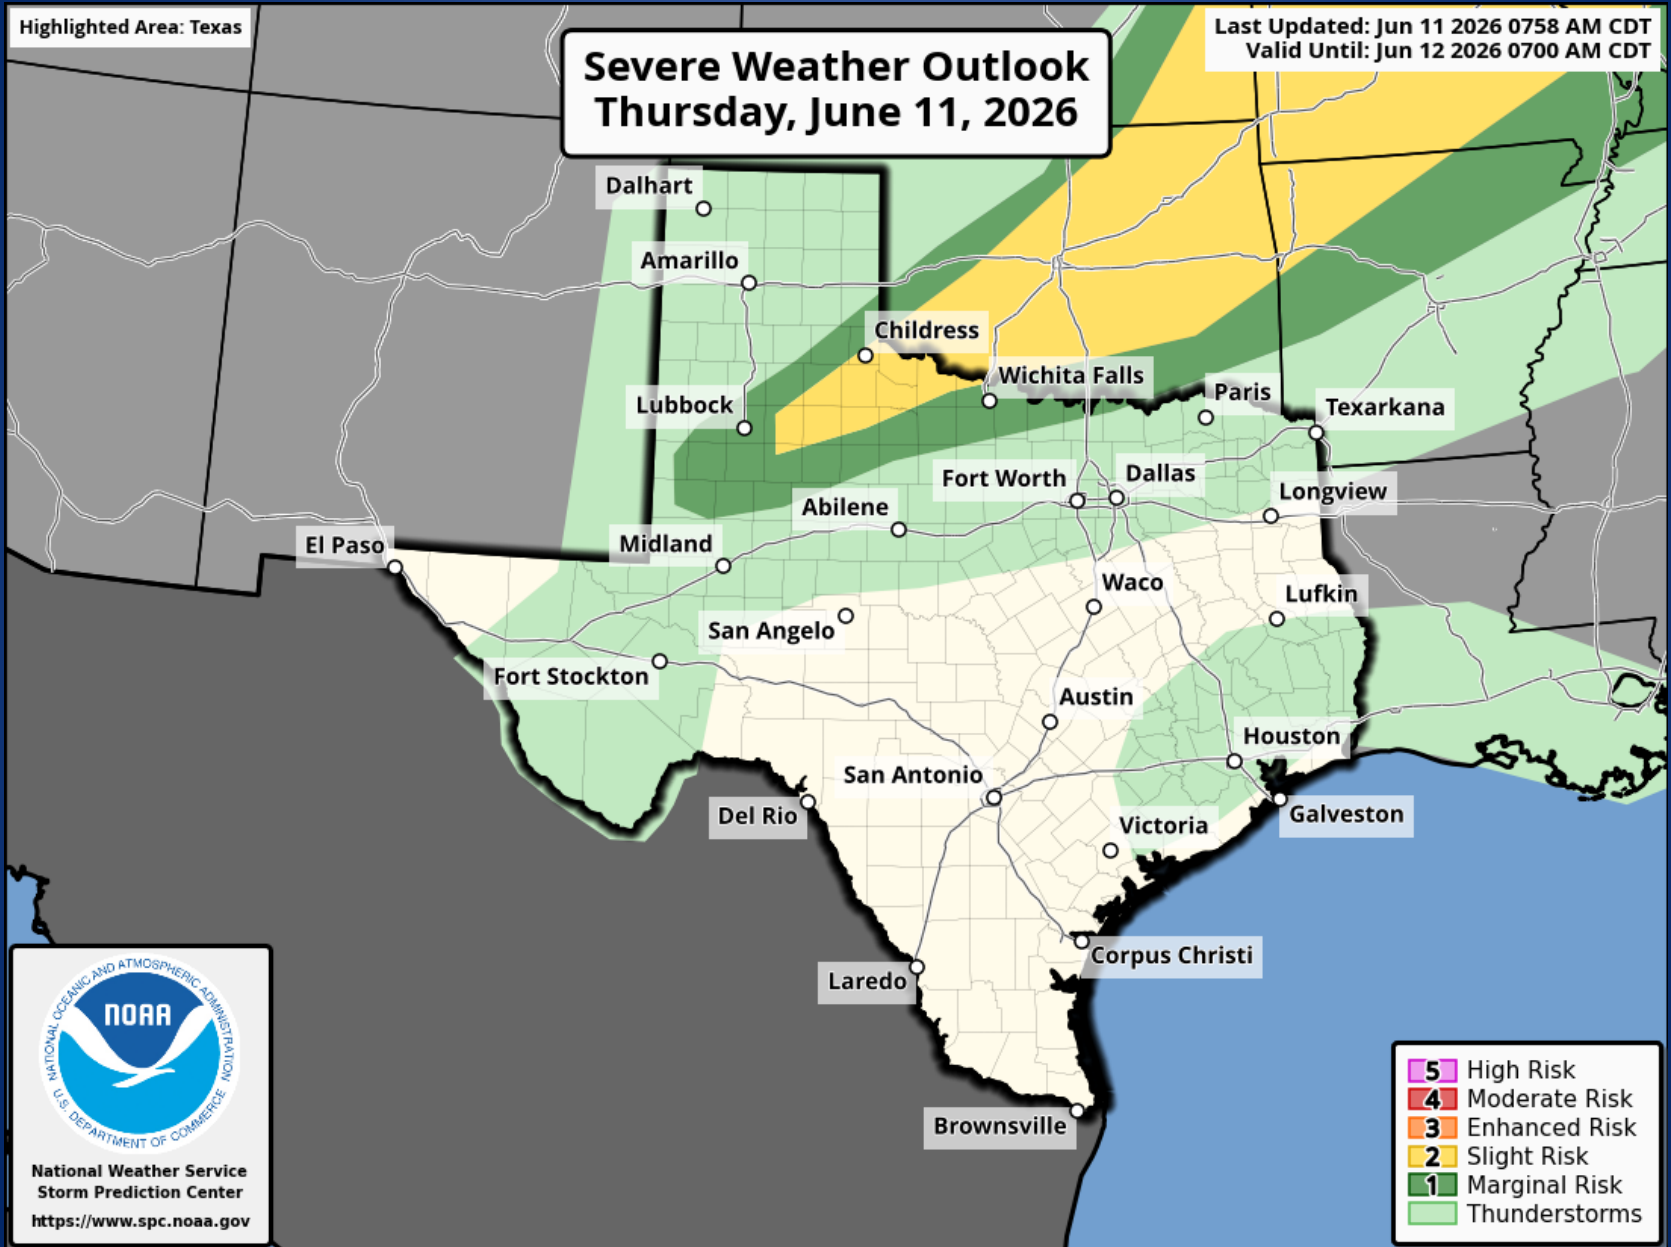 Highlighted Area: Texas
Severe Weather Outlook
Thursday, June 11, 2026
Last Updated: Jun 11 2026 0758 AM CDT
Valid Until: Jun 12 2026 0700 AM CDT
Dalhart
Amarillo
Childress
Wichita Falls
Lubbock
Paris
Texarkana
Fort Worth
Dallas
Longview
Abilene
El Paso
Midland
Waco
Lufkin
San Angelo
Fort Stockton
Austin
Houston
San Antonio
Del Rio
Galveston
Victoria
Corpus Christi
Laredo
Brownsville
NATIONAL OCEANIC AND ATMOSPHERIC ADMINISTRATION
NOAA
U.S. DEPARTMENT OF COMMERCE
National Weather Service
Storm Prediction Center
https://www.spc.noaa.gov
5 High Risk
4 Moderate Risk
3 Enhanced Risk
2 Slight Risk
1 Marginal Risk
Thunderstorms